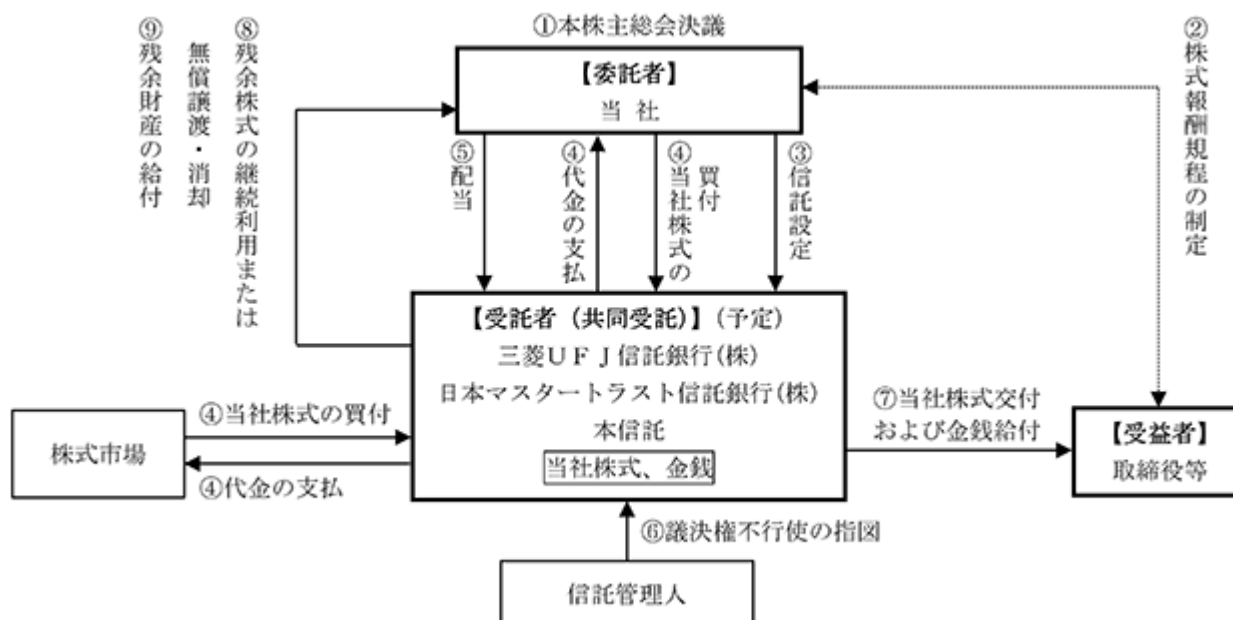 ①本株主総会決議
【委託者】
当 社
⑨残余財産の給付
⑧残余株式の継続利用または
無償譲渡・消却
⑤配当
④代金の支払
④当社株式の
買付
③信託設定
②株式報酬規程の制定
【受託者（共同受託）】(予定)
三菱ＵＦＪ信託銀行(株)
日本マスタートラスト信託銀行(株)
本信託
当社株式、金銭
株式市場
④当社株式の買付
④代金の支払
⑦当社株式交付
および金銭給付
【受益者】
取締役等
⑥議決権不行使の指図
信託管理人